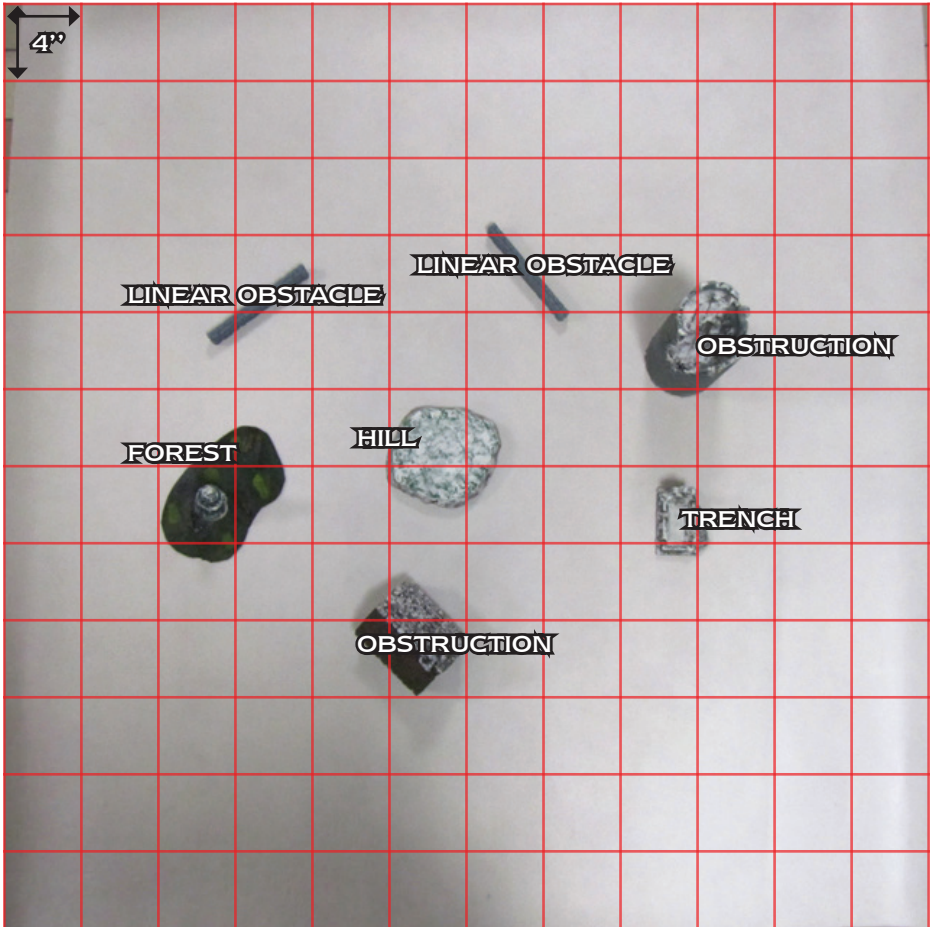 4”
LINEAR OBSTACLE
LINEAR OBSTACLE
OBSTRUCTION
HILL
FOREST
TRENCH
OBSTRUCTION